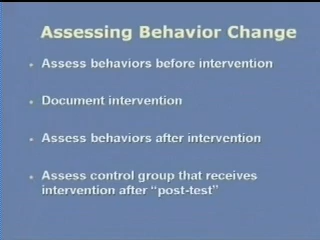 Assessing Behavior Change
• Assess behaviors before intervention
• Document intervention
• Assess behaviors after intervention
• Assess control group that receives
intervention after “post-test”